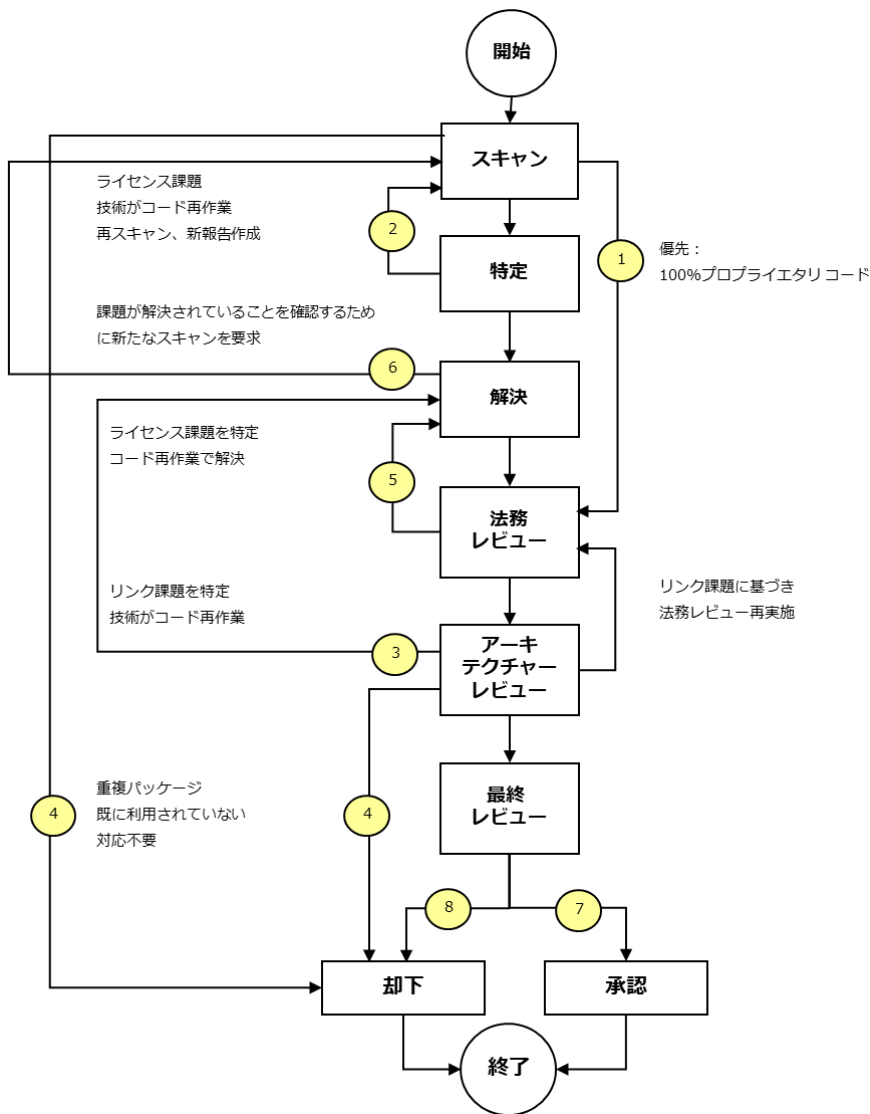 開始
スキャン
ライセンス課題
技術がコード再作業
再スキャン、新報告作成
2
1
優先：
100%プロプライエタリ コード
特定
課題が解決されていることを確認するため
に新たなスキャンを要求
6
解決
ライセンス課題を特定
コード再作業で解決
5
法務
レビュー
リンク課題を特定
技術がコード再作業
リンク課題に基づき
法務レビュー再実施
3
アーキ
テクチャー
レビュー
重複パッケージ
既に利用されていない
対応不要
4
4
最終
レビュー
8
7
却下
承認
終了